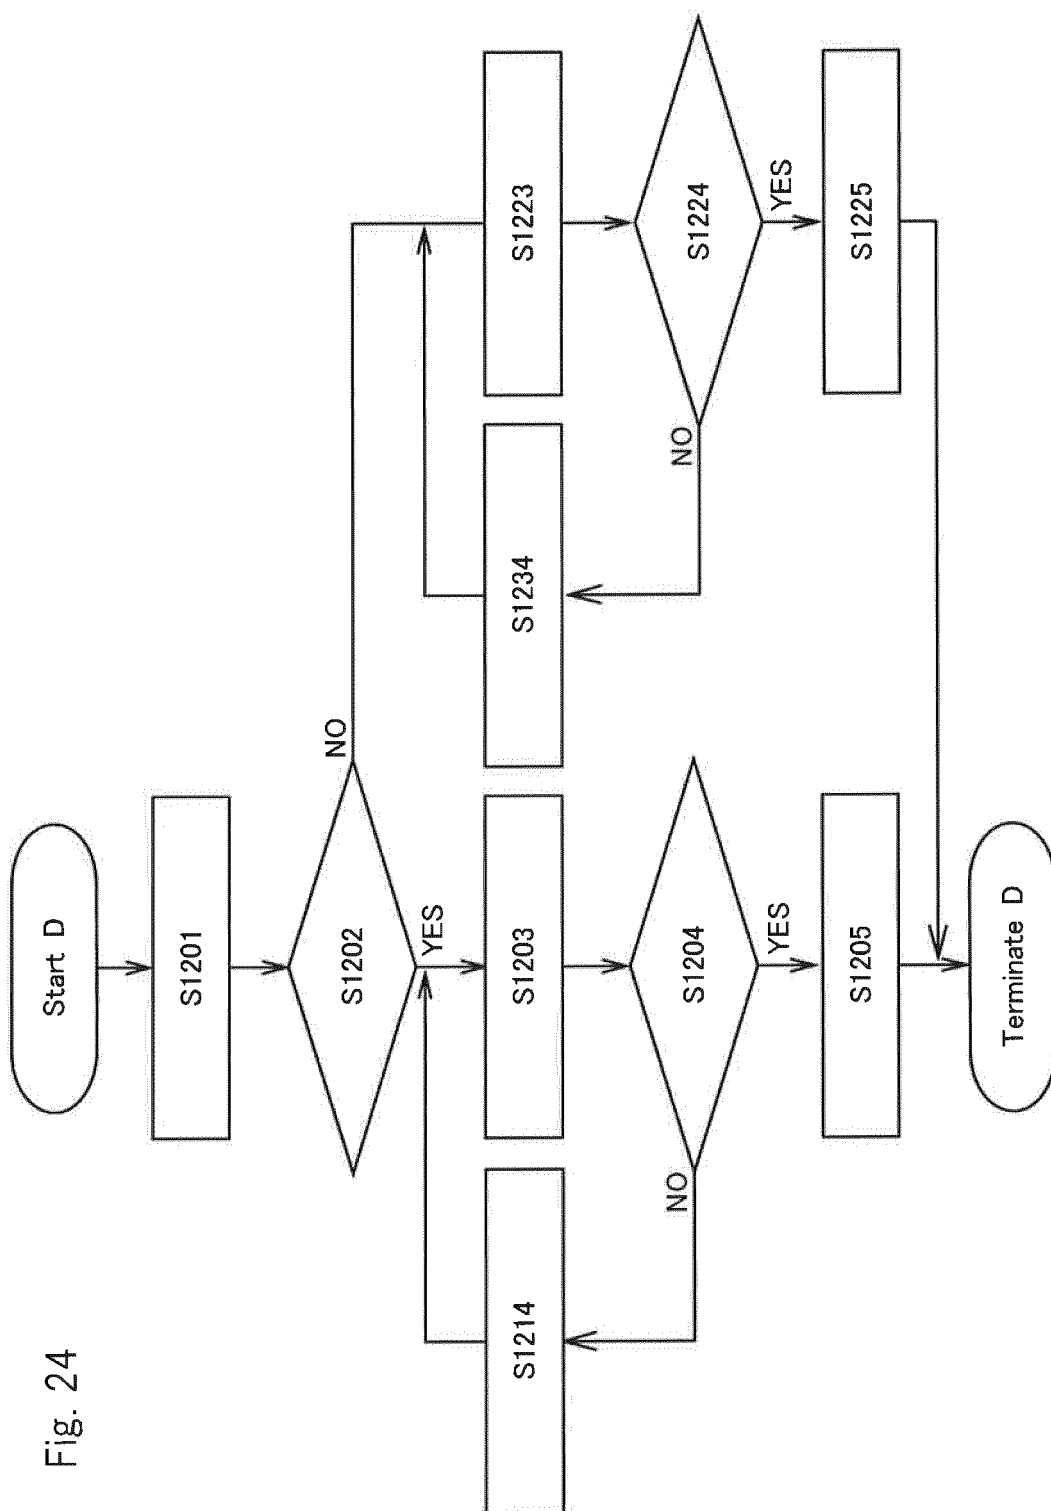 Fig. 24
Start D
S1201
S1202
NO
YES
S1214
S1203
S1234
S1223
NO
S1204
YES
NO
S1224
YES
S1205
S1225
Terminate D